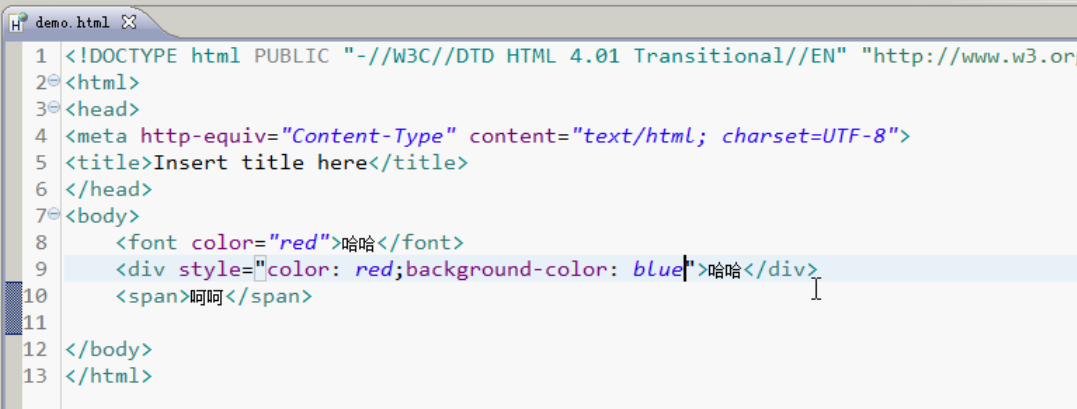 demo.html
1 <!DOCTYPE html PUBLIC "-//W3C//DTD HTML 4.01 Transitional//EN" "http://www.w3.or
2 <html>
3 <head>
4 <meta http-equiv="Content-Type" content="text/html; charset=UTF-8">
5 <title>Insert title here</title>
6 </head>
7 <body>
8 <font color="red">哈哈</font>
9 <div style="color: red;background-color: blue">哈哈</div>
10 <span>呵呵</span>
11
12 </body>
13 </html>